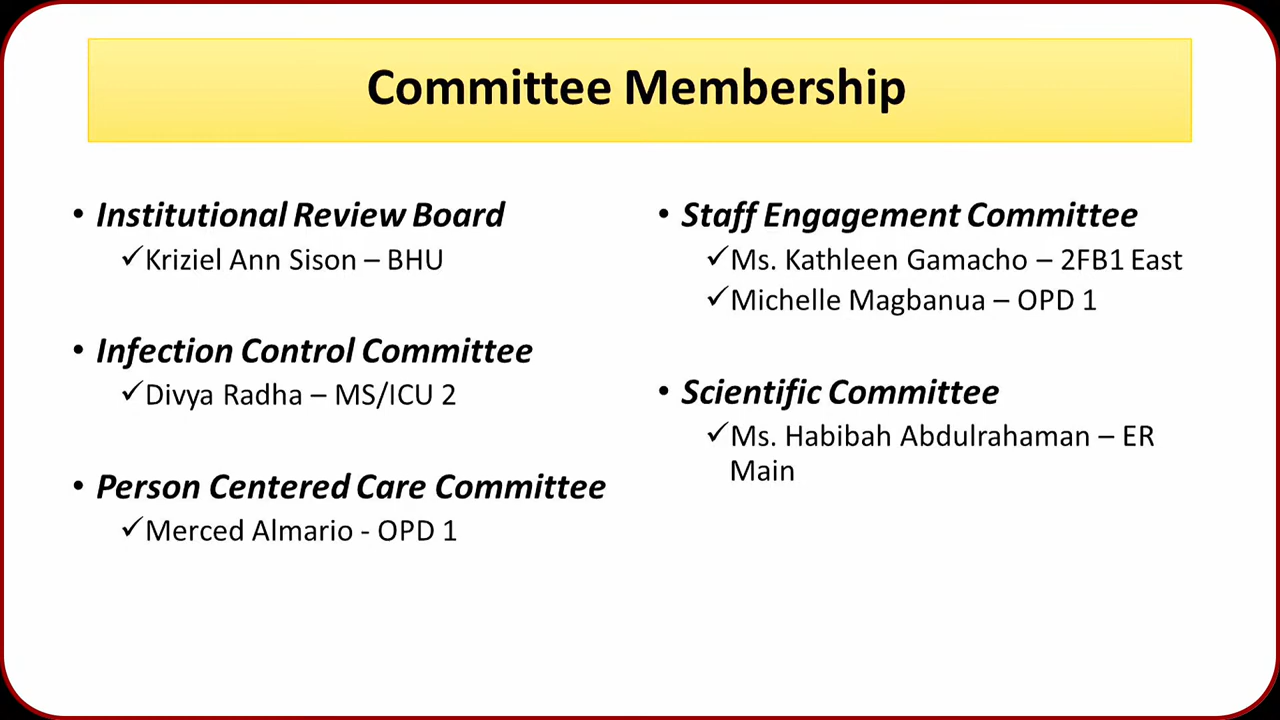 Committee Membership
• Institutional Review Board
✓Kriziel Ann Sison – BHU
• Infection Control Committee
✓Divya Radha – MS/ICU 2
• Person Centered Care Committee
✓Merced Almario - OPD 1
• Staff Engagement Committee
✓Ms. Kathleen Gamacho – 2FB1 East
✓Michelle Magbanua – OPD 1
• Scientific Committee
✓Ms. Habibah Abdulrahaman – ER
Main